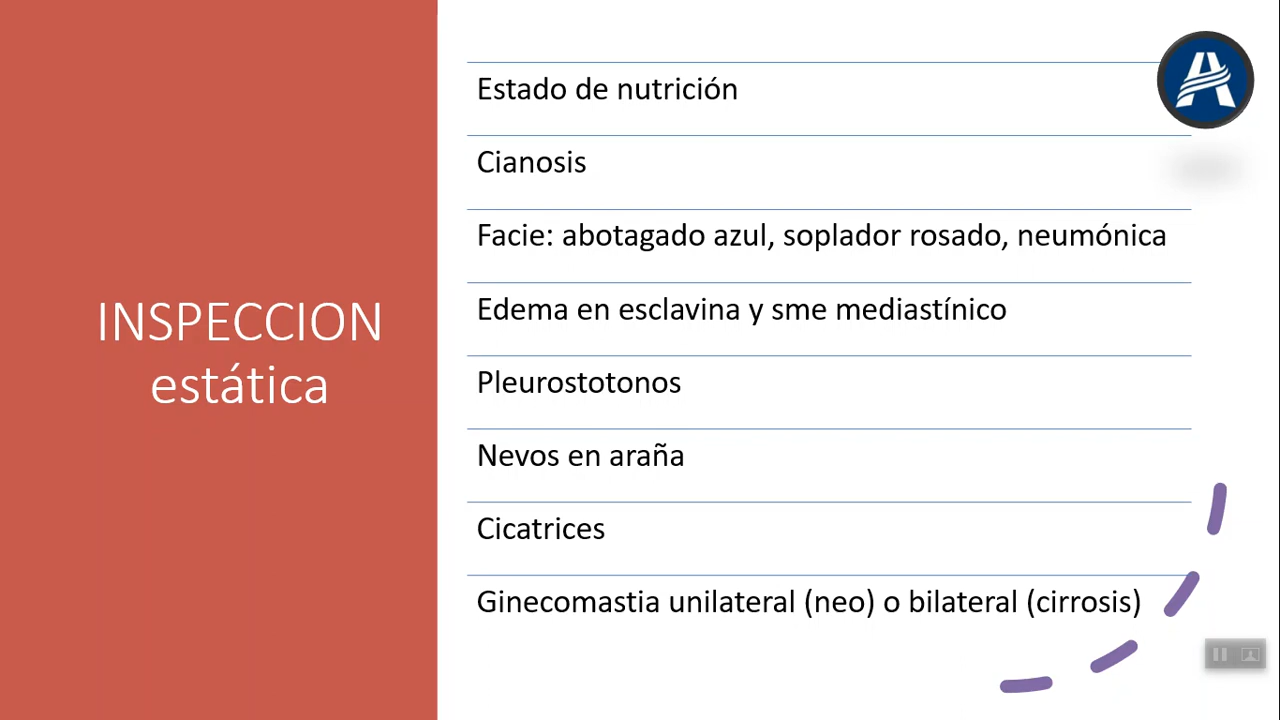 INSPECCION
estática
Estado de nutrición
Cianosis
Facie: abotagado azul, soplador rosado, neumónica
Edema en esclavina y sme mediastínico
Pleurostotonos
Nevos en araña
Cicatrices
Ginecomastia unilateral (neo) o bilateral (cirrosis)